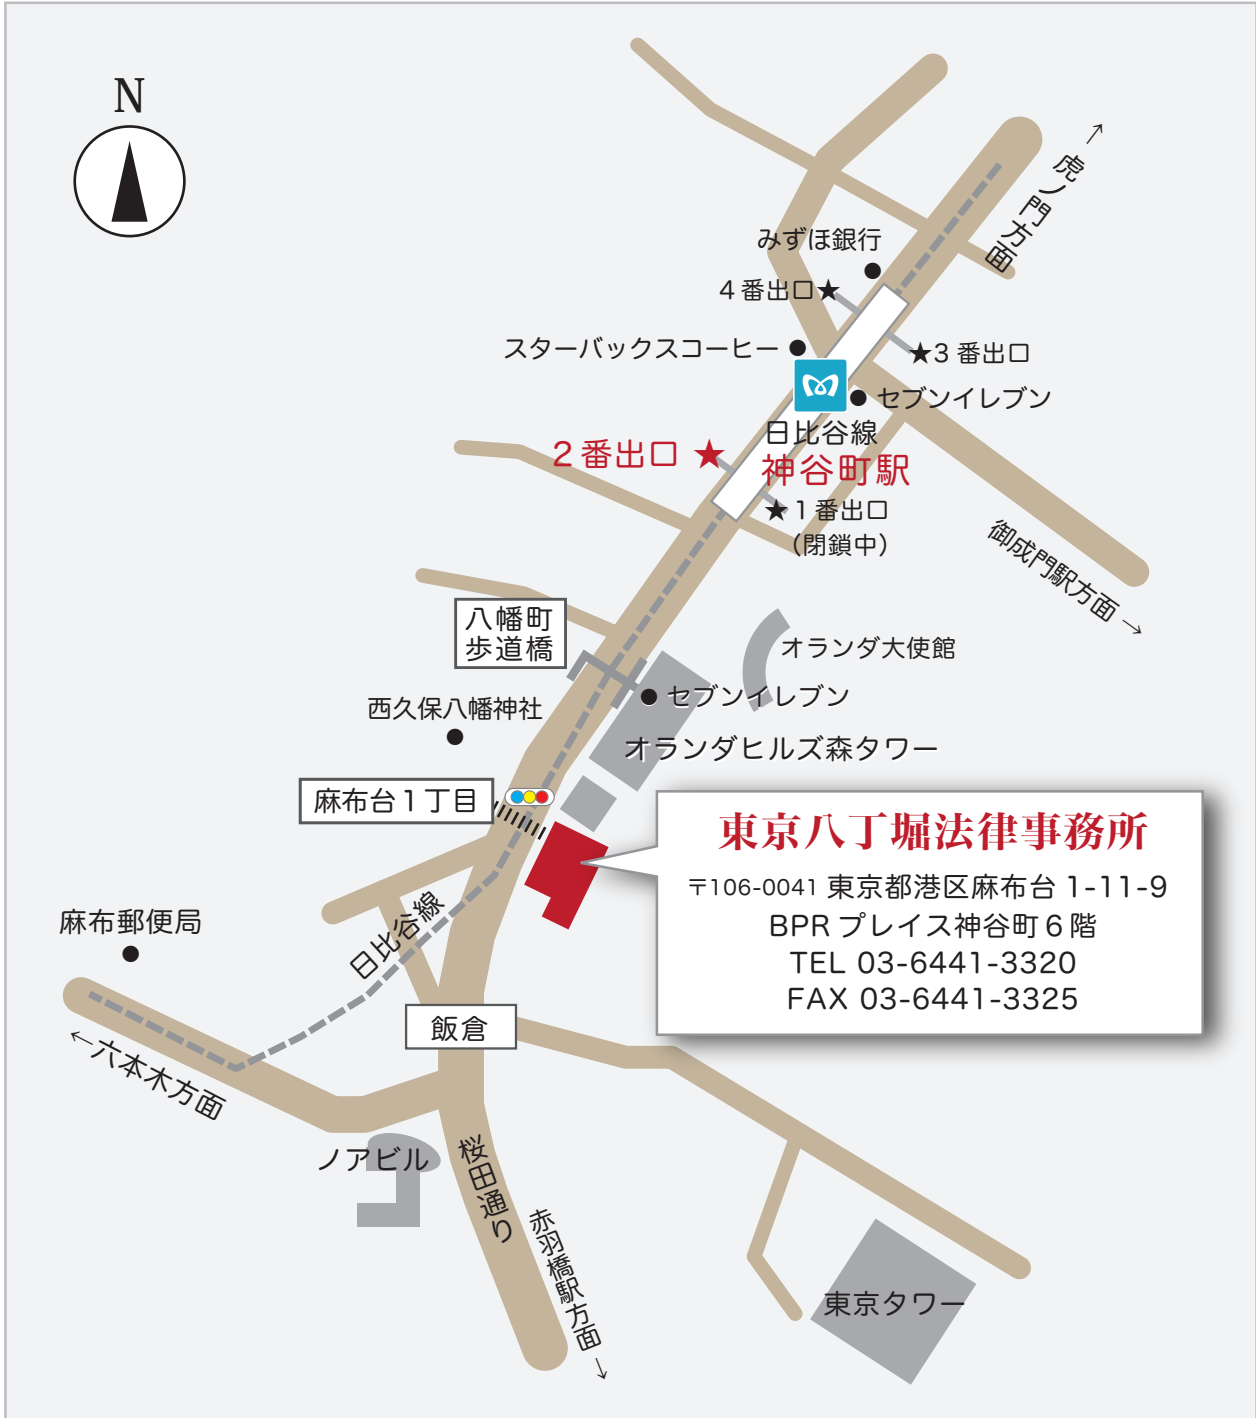 N
↑
虎ノ門方面
みずほ銀行
4番出口★
スターバックスコーヒー
★3番出口
セブンイレブン
日比谷線
2番出口 ★
神谷町駅
★1番出口
(閉鎖中)
御成門駅方面→
八幡町
歩道橋
オランダ大使館
セブンイレブン
西久保八幡神社
オランダヒルズ森タワー
麻布台1丁目
東京八丁堀法律事務所
〒106-0041 東京都港区麻布台 1-11-9
BPR プレイス神谷町 6 階
TEL 03-6441-3320
FAX 03-6441-3325
日比谷線
麻布郵便局
飯倉
←六本木方面
ノアビル
桜田通り
赤羽橋駅方面→
東京タワー